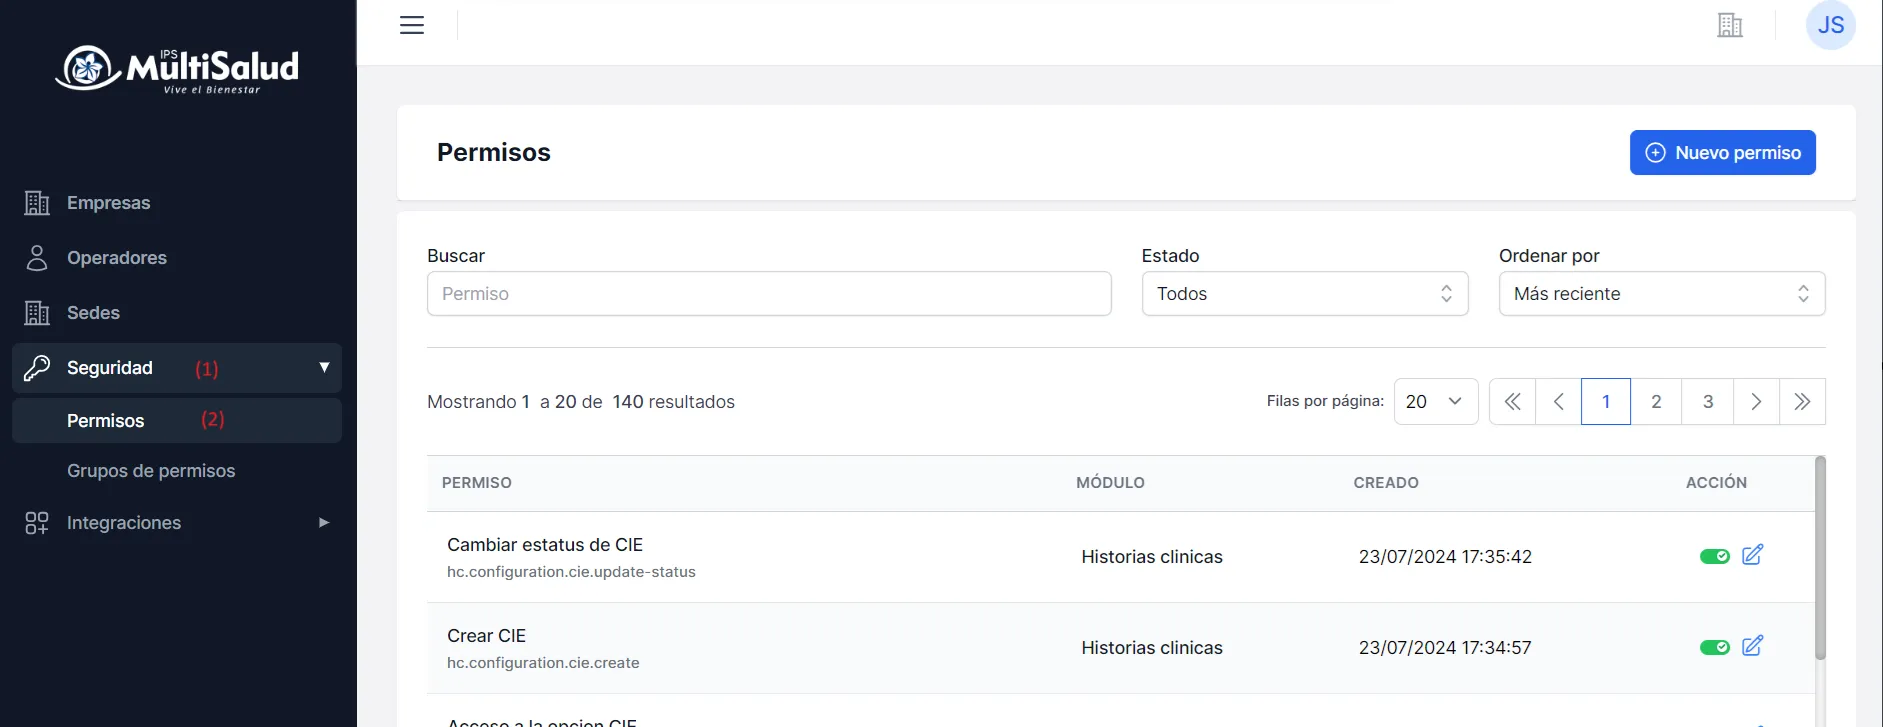 IPS
MultiSalud
Vive el Bienestar
JS
Permisos
Nuevo permiso
Empresas
Operadores
Sedes
Seguridad (1)
Permisos (2)
Grupos de permisos
Integraciones
Buscar
Permiso
Estado
Todos
Ordenar por
Más reciente
Mostrando 1 a 20 de 140 resultados
Filas por página: 20
1 2 3
PERMISO MÓDULO CREADO ACCIÓN
Cambiar estatus de CIE
hc.configuration.cie.update-status
Historias clinicas
23/07/2024 17:35:42
Crear CIE
hc.configuration.cie.create
Historias clinicas
23/07/2024 17:34:57
Acceso a la opcion CIE